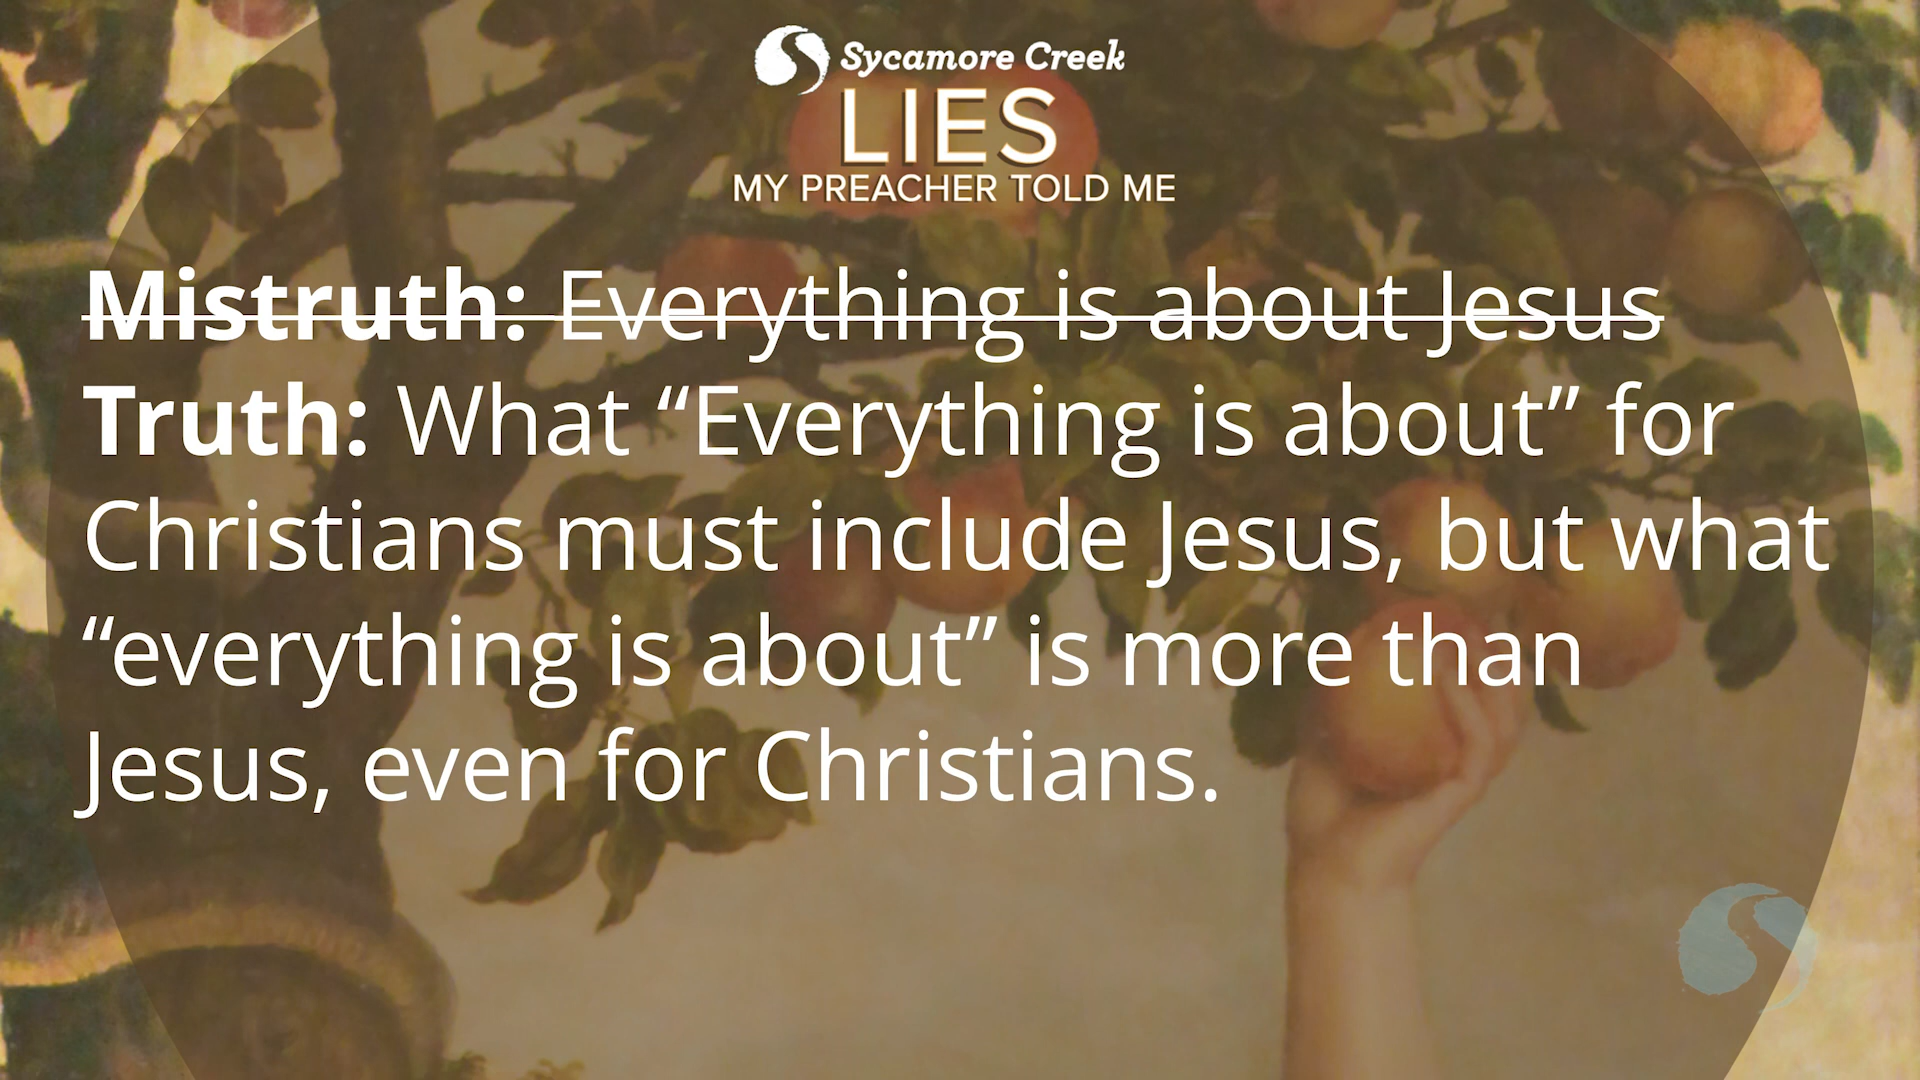 Sycamore Creek
LIES
MY PREACHER TOLD ME
Mistruth: Everything is about Jesus
Truth: What “Everything is about” for
Christians must include Jesus, but what
“everything is about” is more than
Jesus, even for Christians.